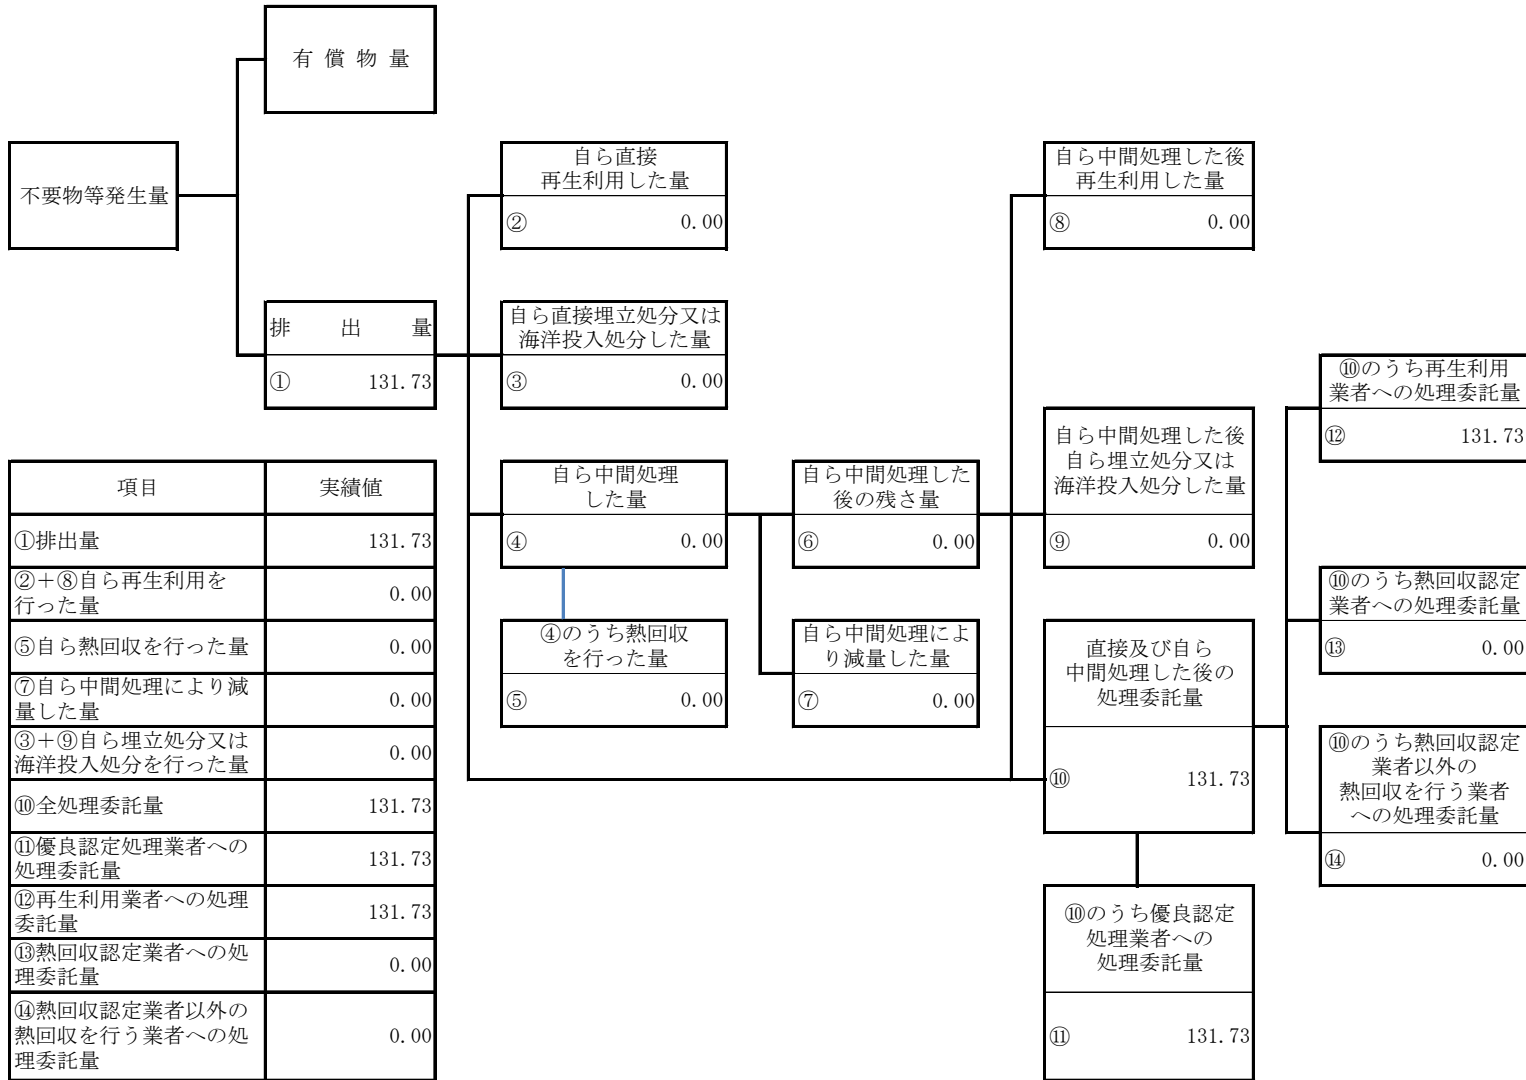 有償物量
不要物等発生量
排出量
① 131.73
自ら直接
再生利用した量
② 0.00
自ら直接埋立処分又は
海洋投入処分した量
③ 0.00
自ら中間処理
した量
④ 0.00
④のうち熱回収
を行った量
⑤ 0.00
自ら中間処理した
後の残さ量
⑥ 0.00
自ら中間処理によ
り減量した量
⑦ 0.00
自ら中間処理した後
再生利用した量
⑧ 0.00
自ら中間処理した後
自ら埋立処分又は
海洋投入処分した量
⑨ 0.00
直接及び自ら
中間処理した後の
処理委託量
⑩ 131.73
⑩のうち優良認定
処理業者への
処理委託量
⑪ 131.73
⑩のうち再生利用
業者への処理委託量
⑫ 131.73
⑩のうち熱回収認定
業者への処理委託量
⑬ 0.00
⑩のうち熱回収認定
業者以外の
熱回収を行う業者
への処理委託量
⑭ 0.00
項目 実績値
①排出量 131.73
②+⑧自ら再生利用を
行った量 0.00
⑤自ら熱回収を行った量 0.00
⑦自ら中間処理により減
量した量 0.00
③+⑨自ら埋立処分又は
海洋投入処分を行った量 0.00
⑩全処理委託量 131.73
⑪優良認定処理業者への
処理委託量 131.73
⑫再生利用業者への処理
委託量 131.73
⑬熱回収認定業者への処
理委託量 0.00
⑭熱回収認定業者以外の
熱回収を行う業者への処
理委託量 0.00